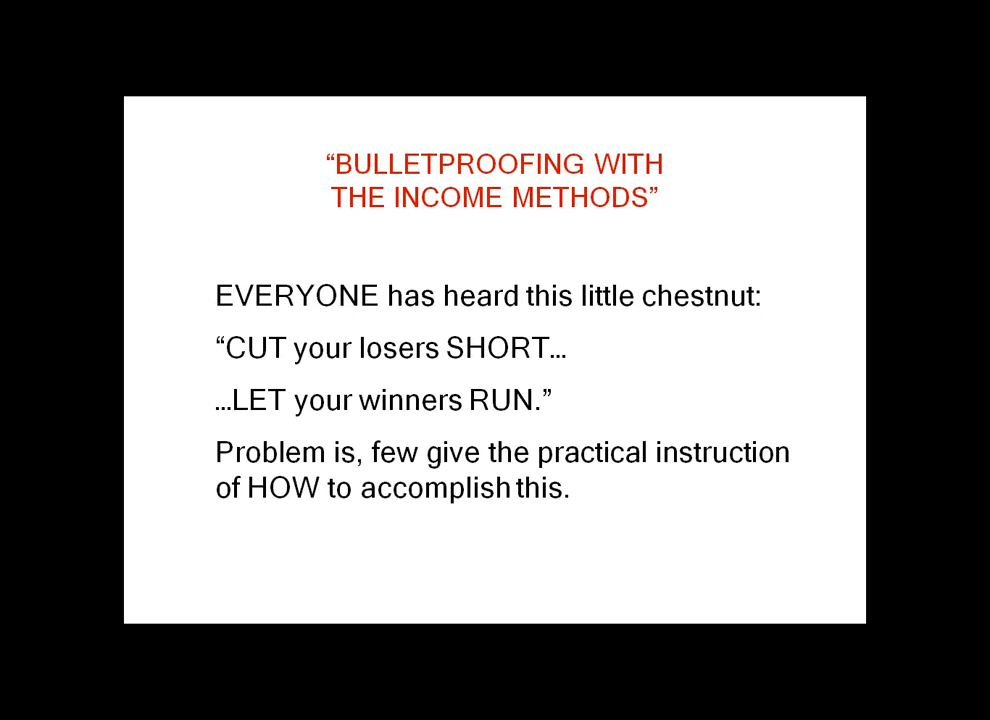 “BULLETPROOFING WITH
THE INCOME METHODS”
EVERYONE has heard this little chestnut:
“CUT your losers SHORT...
...LET your winners RUN.”
Problem is, few give the practical instruction
of HOW to accomplish this.